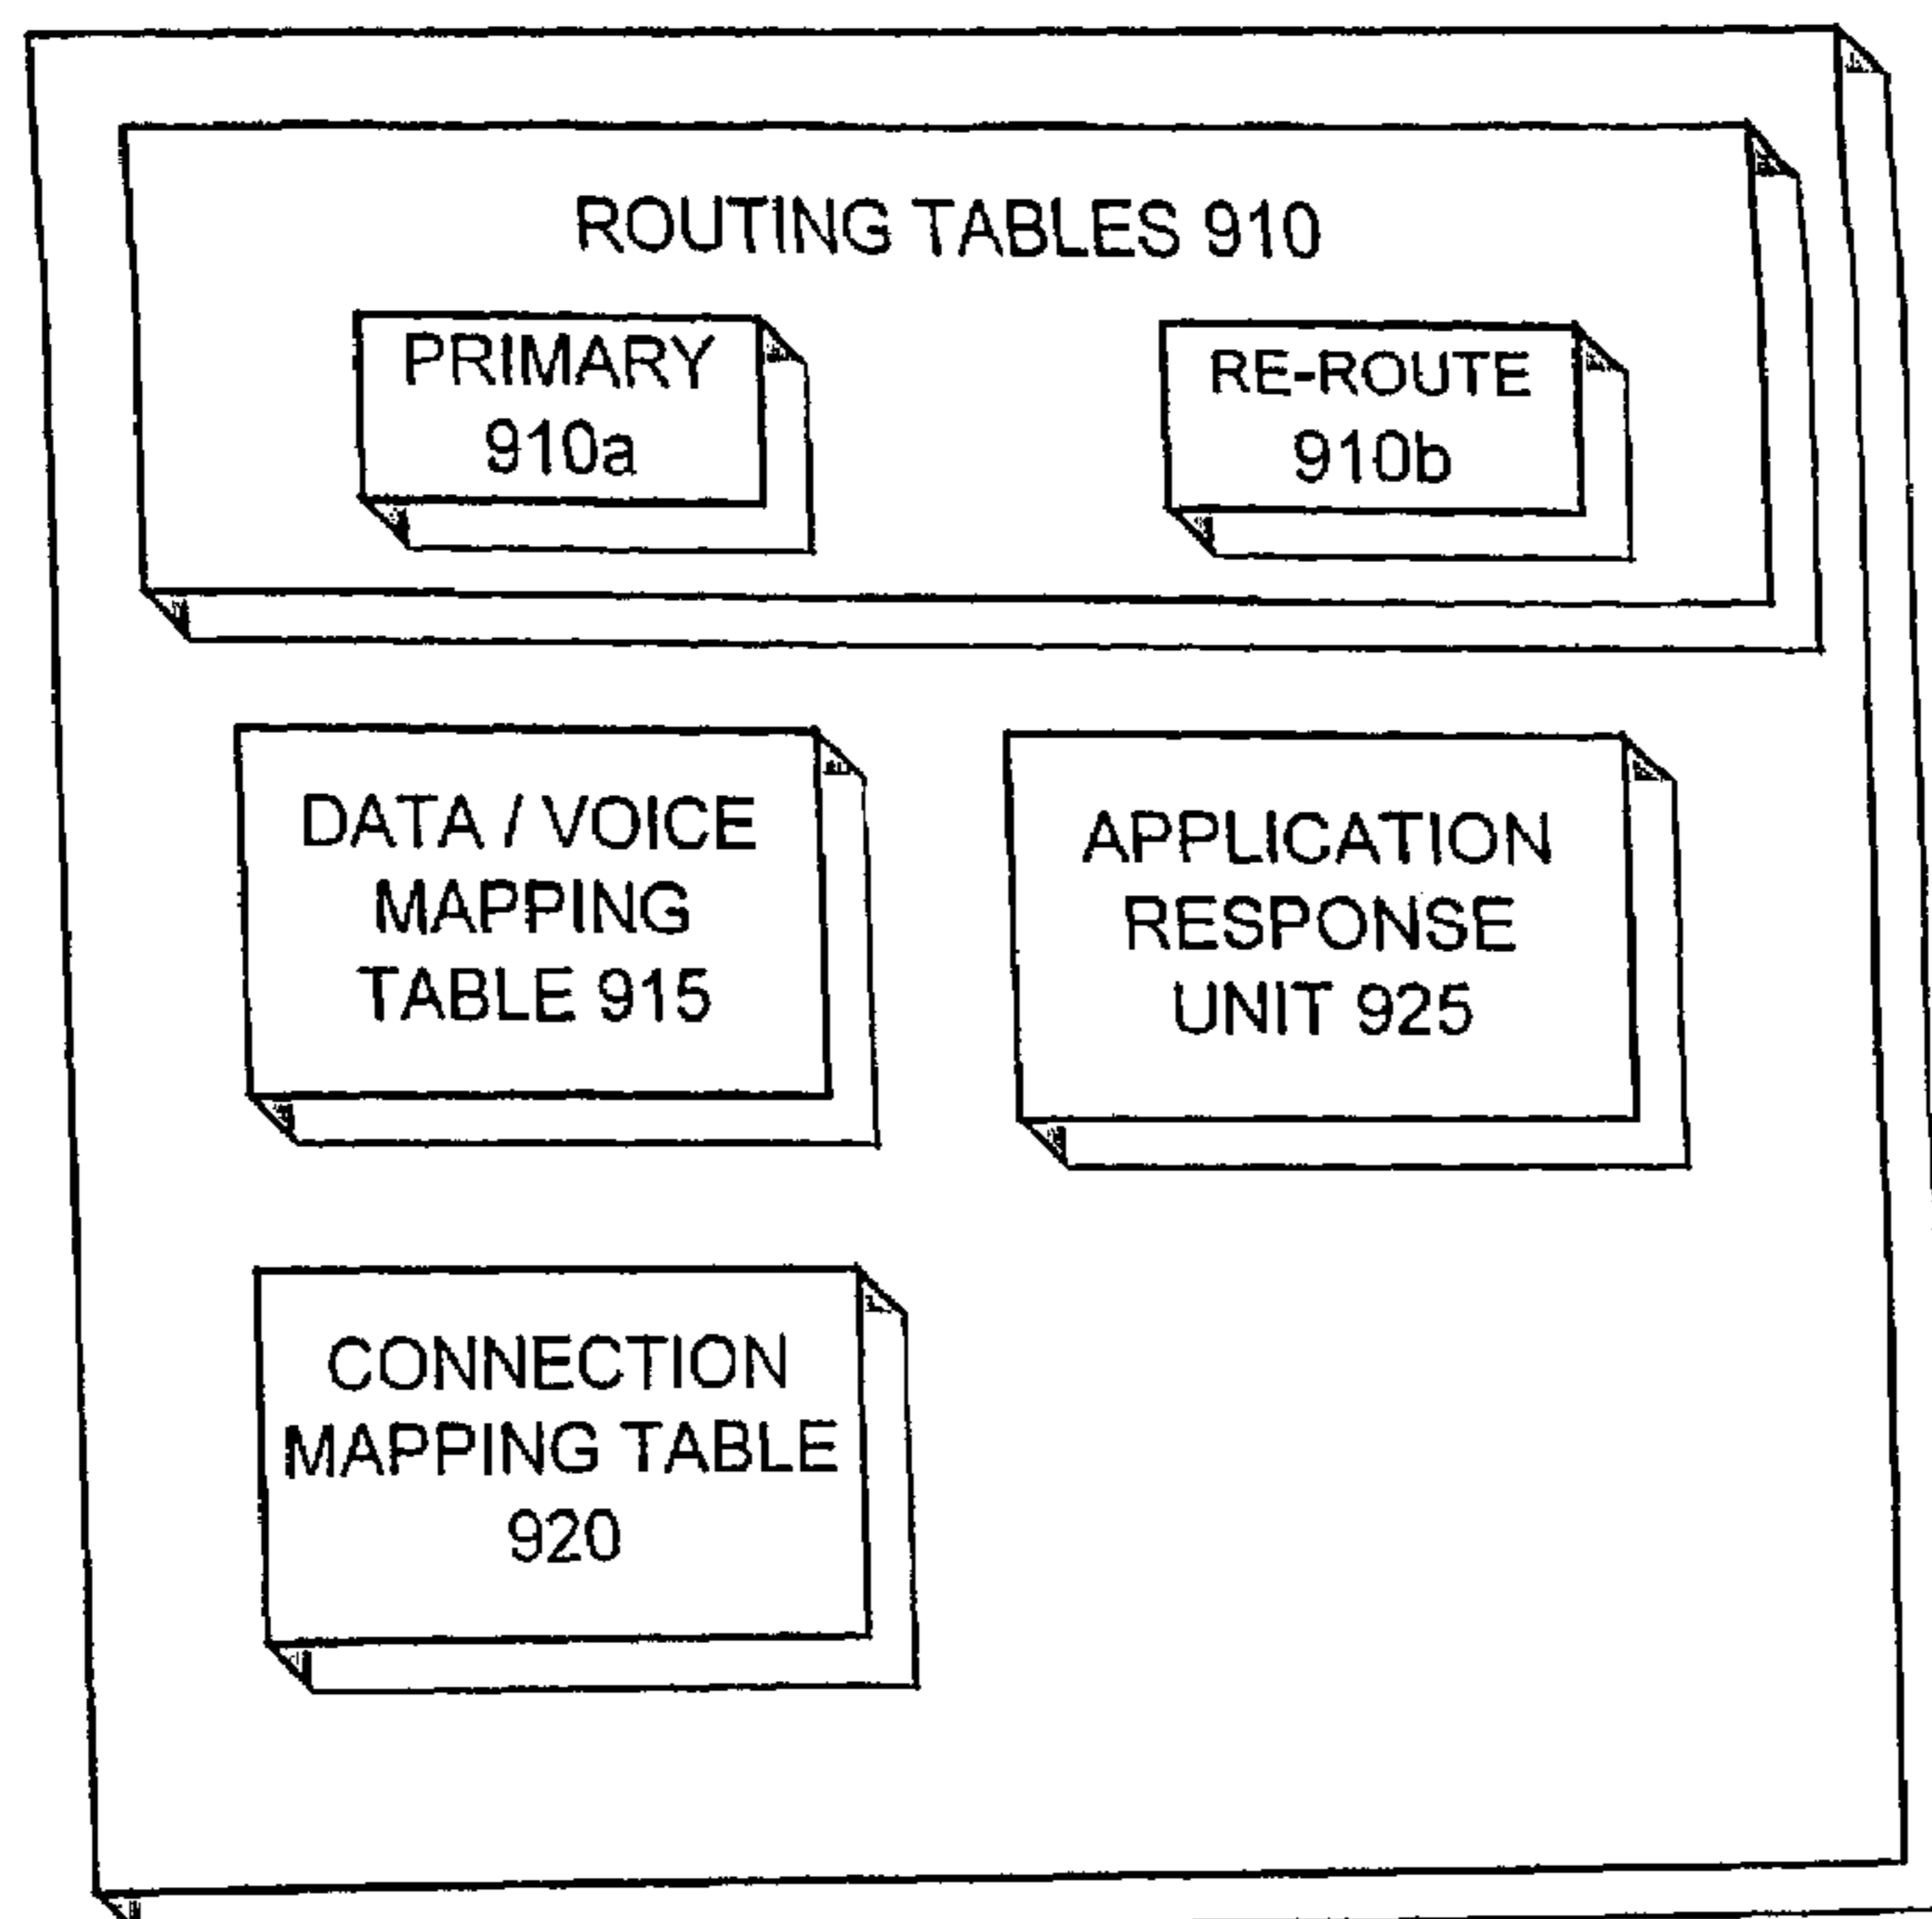 ROUTING TABLES 910
PRIMARY
910a
RE-ROUTE
910b
DATA / VOICE
MAPPING
TABLE 915
APPLICATION
RESPONSE
UNIT 925
CONNECTION
MAPPING TABLE
920